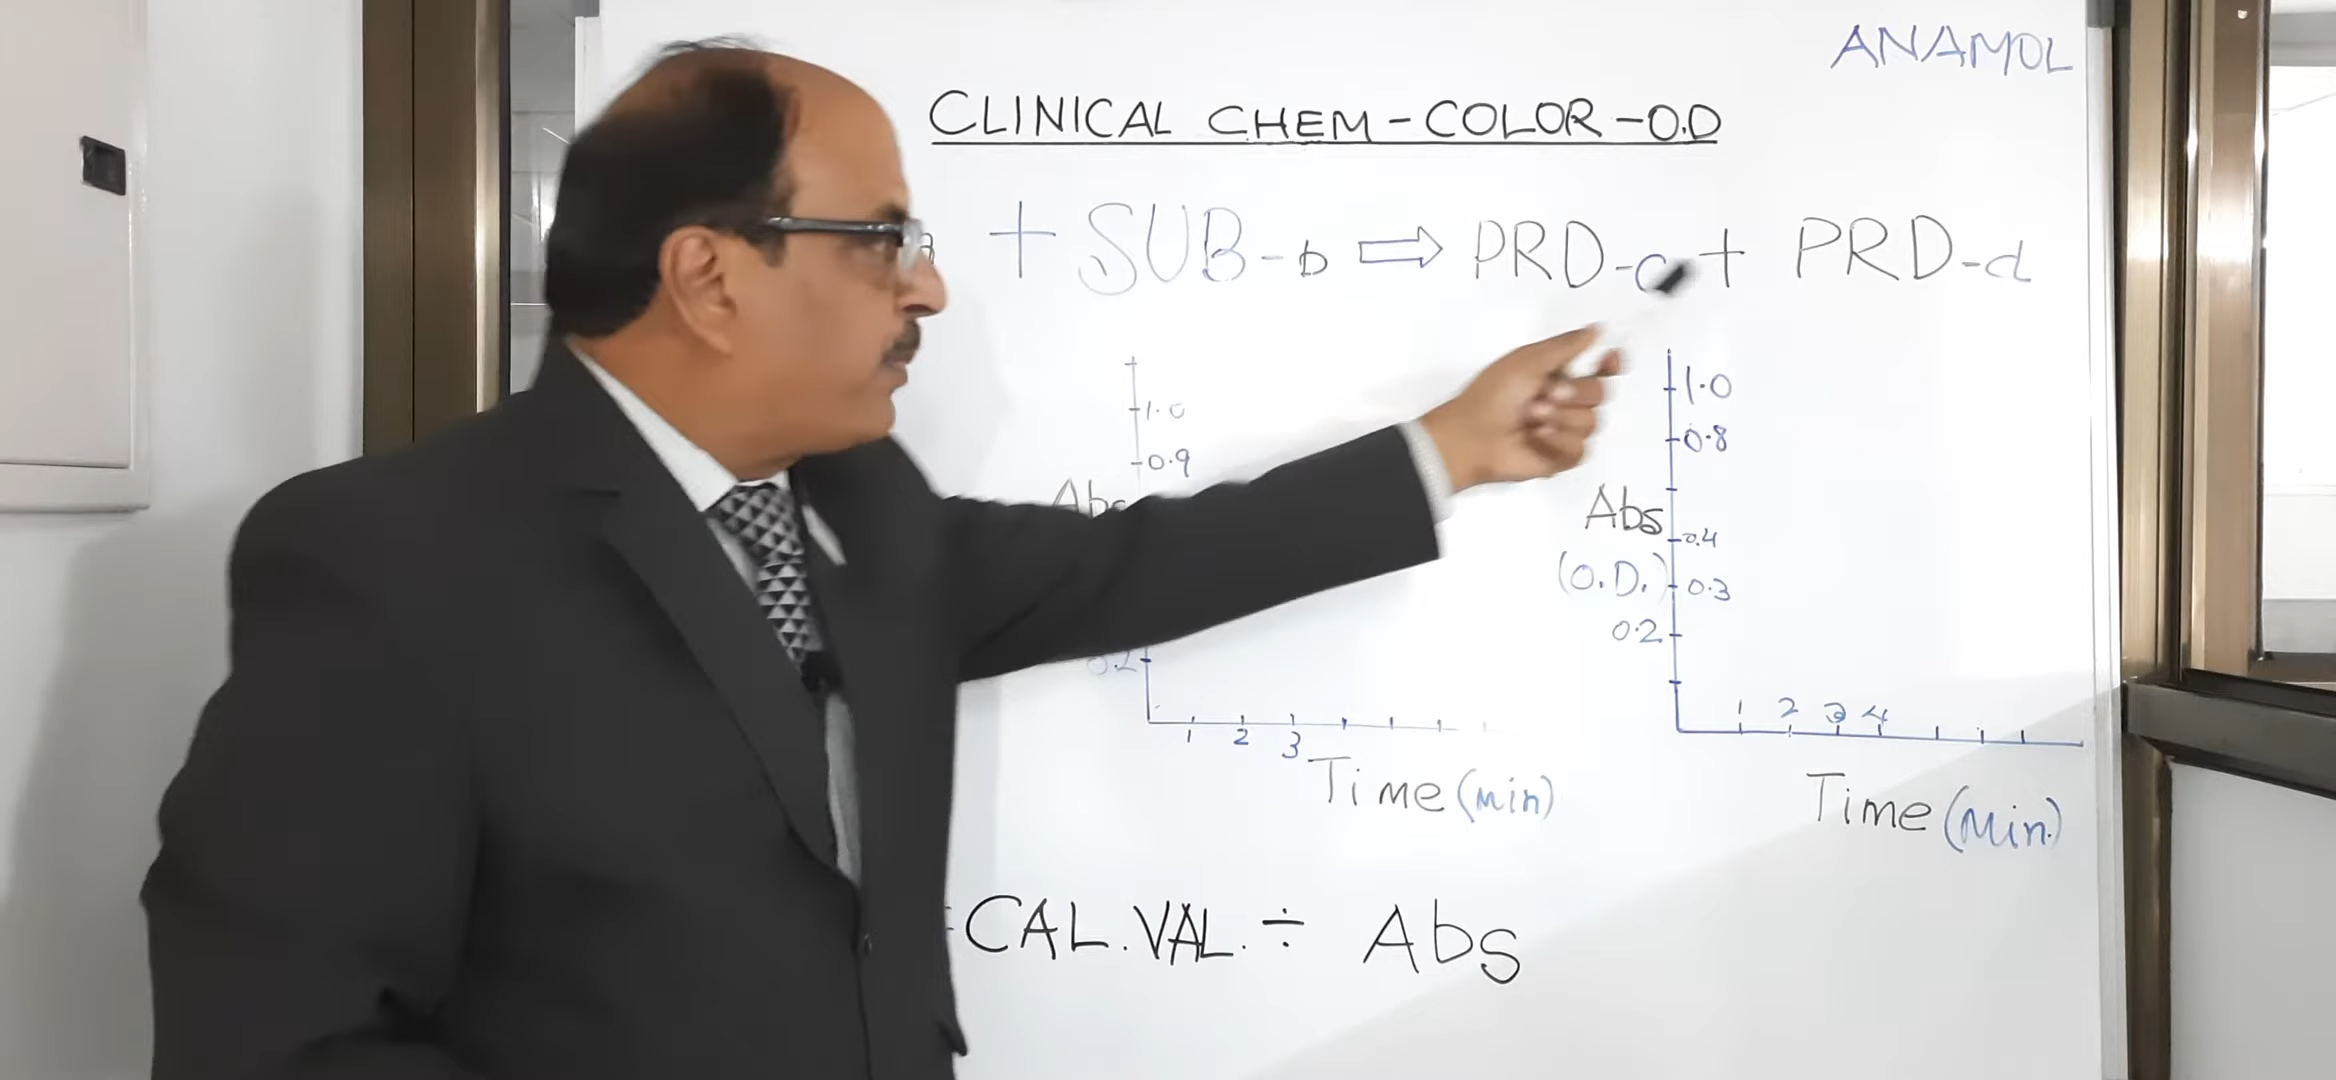 ANAMOL
CLINICAL CHEM - COLOR - O.D
+ SUB - b ⇒ PRD - c + PRD - d
1.0
0.9
Abs
1 2 3
Time (min)
1.0
0.8
Abs
0.4
(O.D.) 0.3
0.2
1 2 3 4
Time (Min.)
= CAL. VAL. ÷ Abs